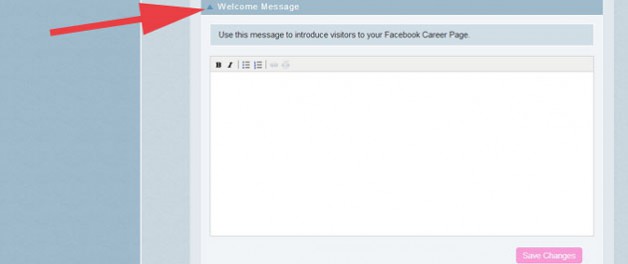 Welcome Message
Use this message to introduce visitors to your Facebook Career Page.
B I
Save Changes